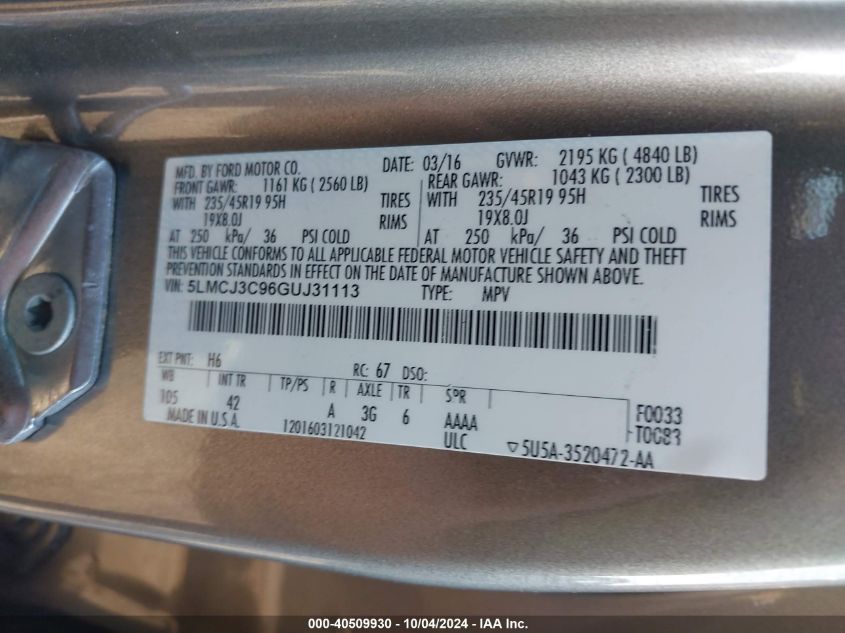 MFD. BY FORD MOTOR CO.
DATE: 03/16 GVWR: 2195 KG ( 4840 LB)
FRONT GAWR: 1161 KG ( 2560 LB)
REAR GAWR: 1043 KG ( 2300 LB)
WITH 235/45R19 95H TIRES
WITH 235/45R19 95H TIRES
19X8.0J RIMS
19X8.0J RIMS
AT 250 kPa/ 36 PSI COLD
AT 250 kPa/ 36 PSI COLD
THIS VEHICLE CONFORMS TO ALL APPLICABLE FEDERAL MOTOR VEHICLE SAFETY AND THEFT
PREVENTION STANDARDS IN EFFECT ON THE DATE OF MANUFACTURE SHOWN ABOVE.
VIN: 5LMCJ3C96GUJ31113 TYPE: MPV
EXT PNT: H6 RC: 67 DSO:
WB INT TR TP/PS R AXLE TR SPR
105 42 A 3G 6 AAAA
F0033
MADE IN U.S.A. 1201603121042 ULC
T0083
5U5A-3520472-AA
000-40509930 - 10/04/2024 - IAA Inc.